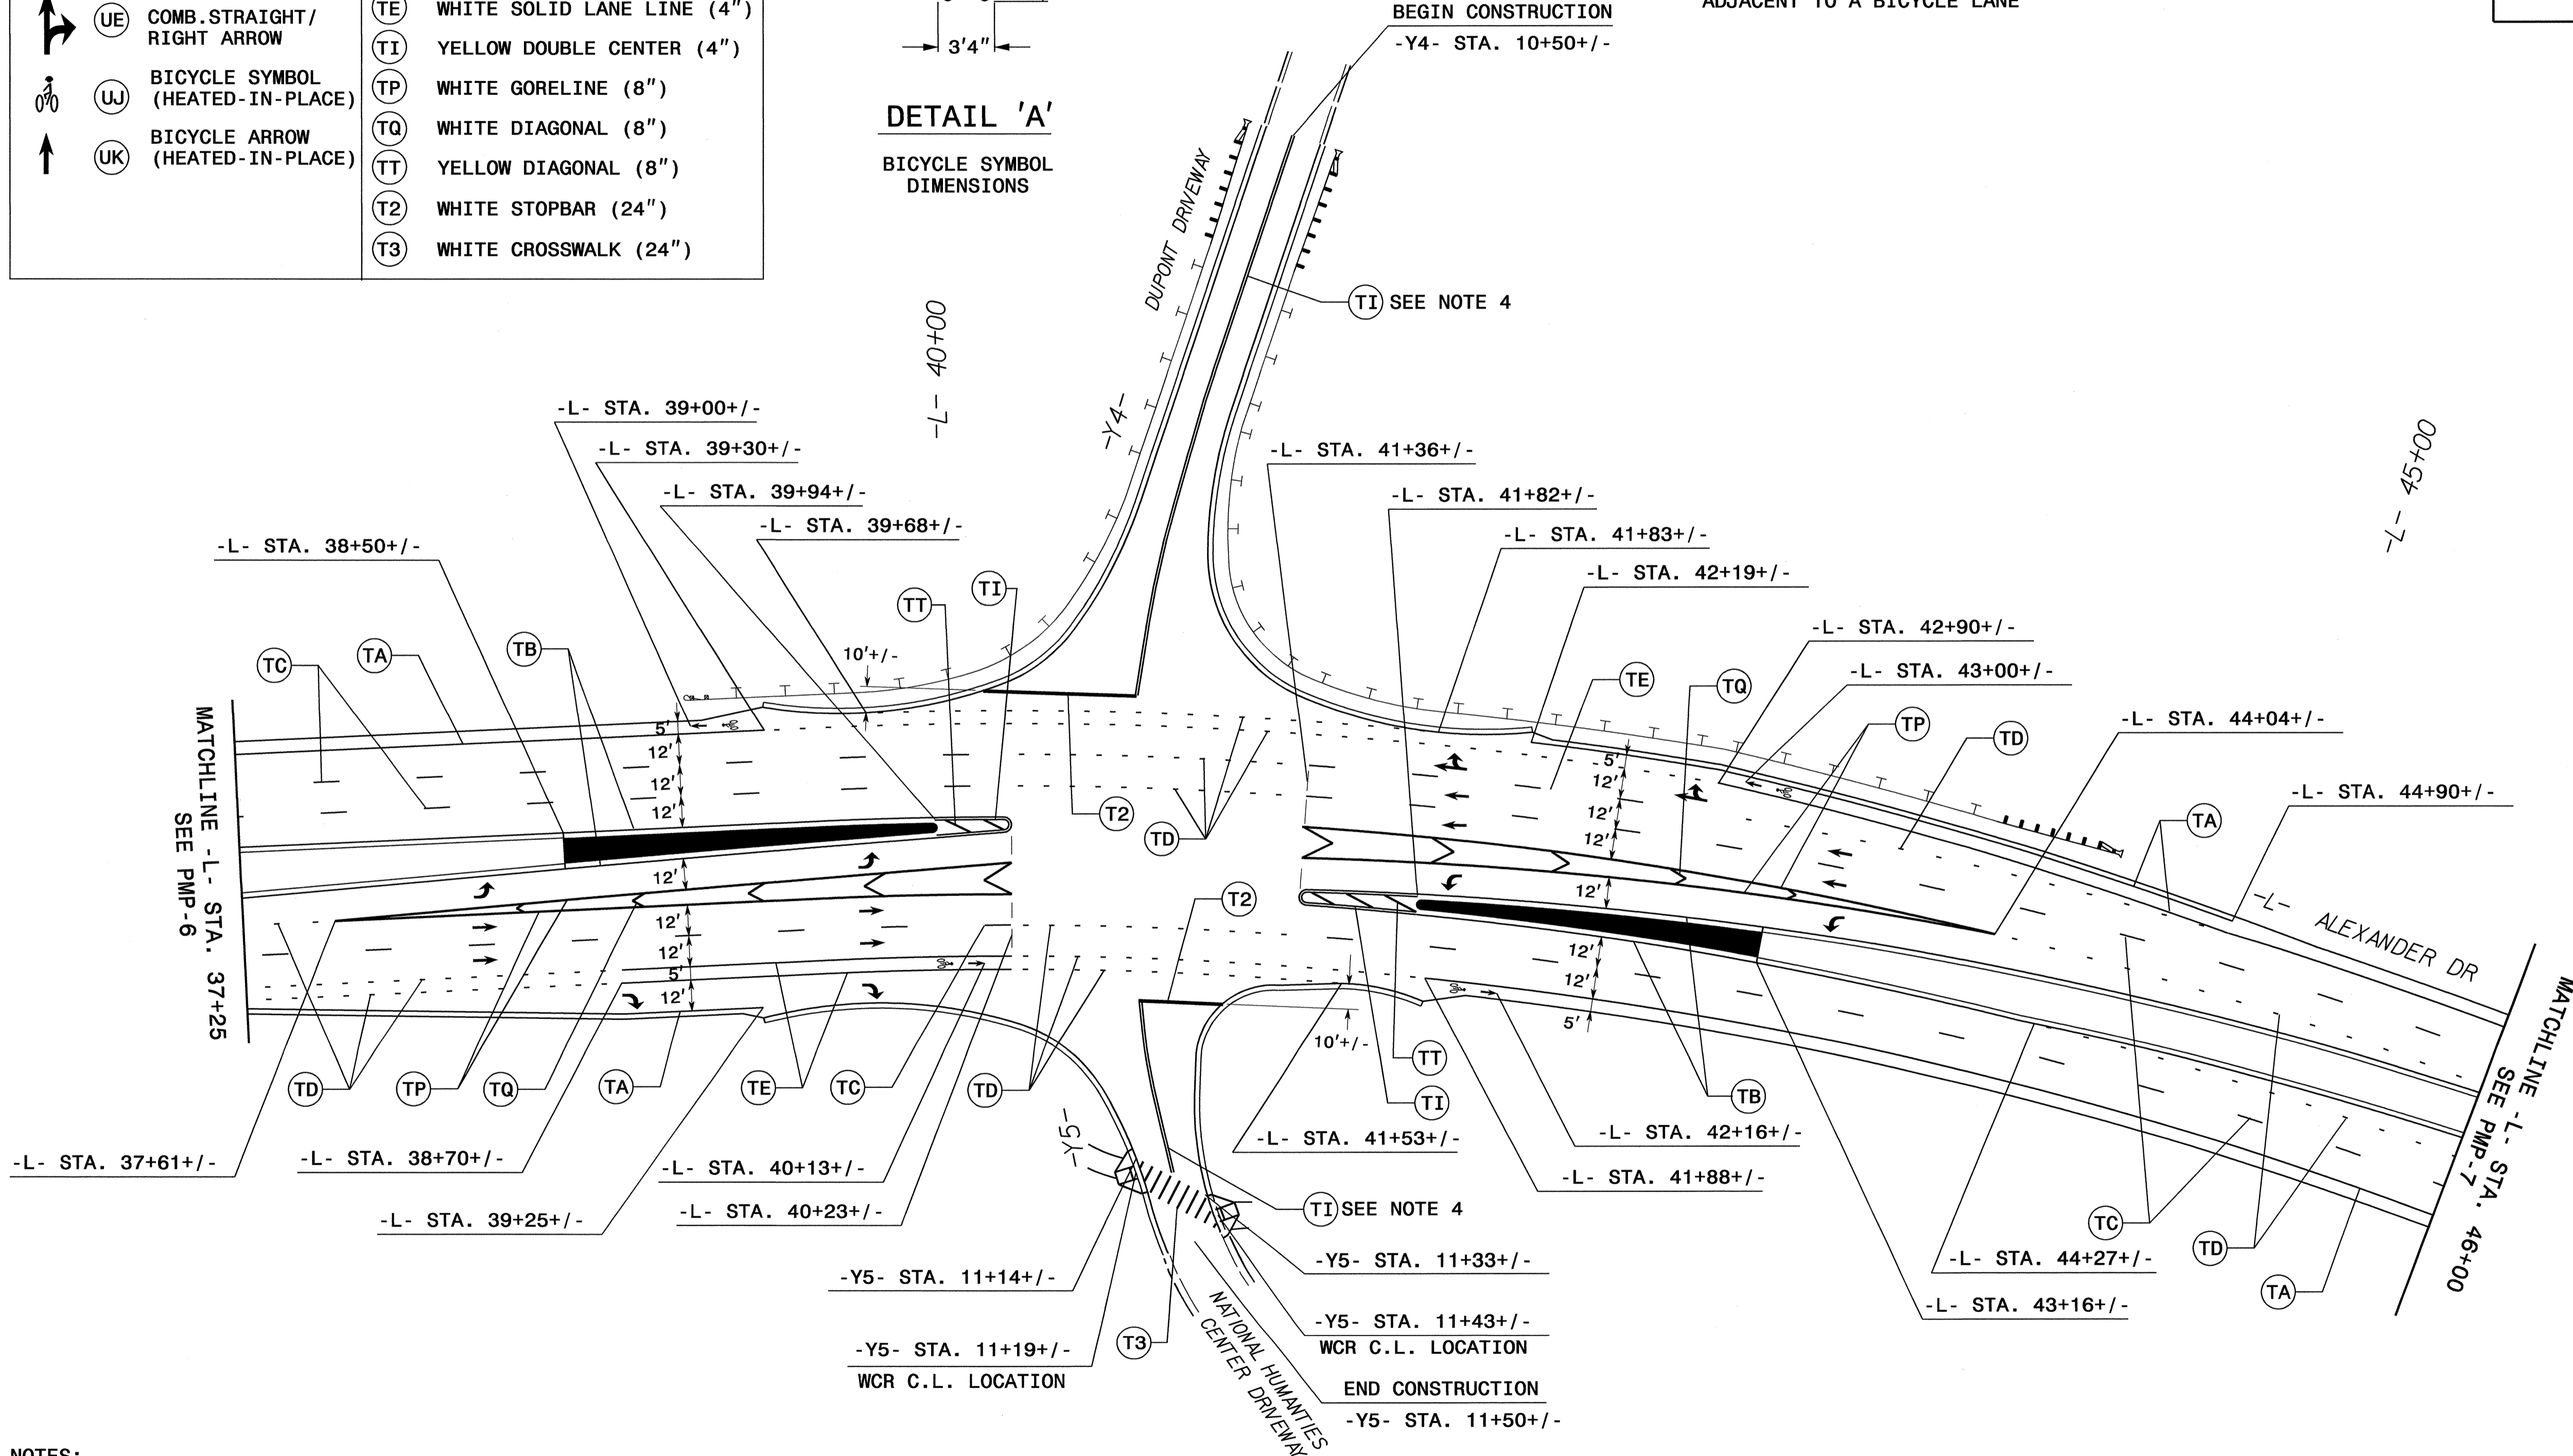 UE COMB.STRAIGHT/
RIGHT ARROW
UJ BICYCLE SYMBOL
(HEATED-IN-PLACE)
UK BICYCLE ARROW
(HEATED-IN-PLACE)
TE WHITE SOLID LANE LINE (4")
TI YELLOW DOUBLE CENTER (4")
TP WHITE GORELINE (8")
TQ WHITE DIAGONAL (8")
TT YELLOW DIAGONAL (8")
T2 WHITE STOPBAR (24")
T3 WHITE CROSSWALK (24")
3'4"
DETAIL 'A'
BICYCLE SYMBOL
DIMENSIONS
BEGIN CONSTRUCTION
-Y4- STA. 10+50+/-
ADJACENT TO A BICYCLE LANE
DUPONT DRIVEWAY
TI SEE NOTE 4
-L- 40+00
-Y4-
-L- 45+00
-L- STA. 39+00+/-
-L- STA. 39+30+/-
-L- STA. 39+94+/-
-L- STA. 39+68+/-
-L- STA. 38+50+/-
-L- STA. 41+36+/-
-L- STA. 41+82+/-
-L- STA. 41+83+/-
-L- STA. 42+19+/-
-L- STA. 42+90+/-
-L- STA. 43+00+/-
-L- STA. 44+04+/-
-L- STA. 44+90+/-
TC
TA
TB
TT
TI
10'+/-
TE
TQ
TP
TD
TA
MATCHLINE -L- STA. 37+25
SEE PMP-6
5'
12'
12'
12'
12'
12'
12'
5'
12'
T2
TD
T2
5'
12'
12'
12'
12'
12'
12'
5'
-L- ALEXANDER DR
MATCHLINE -L- STA. 46+00
SEE PMP-7
TD
TP
TQ
TA
TE
TC
TD
10'+/-
TT
TI
TB
TC
TD
TA
-L- STA. 37+61+/-
-L- STA. 38+70+/-
-L- STA. 39+25+/-
-L- STA. 40+13+/-
-L- STA. 40+23+/-
-Y5-
-L- STA. 41+53+/-
-L- STA. 42+16+/-
-L- STA. 41+88+/-
TI SEE NOTE 4
-L- STA. 44+27+/-
-L- STA. 43+16+/-
-Y5- STA. 11+14+/-
-Y5- STA. 11+19+/-
WCR C.L. LOCATION
T3
-Y5- STA. 11+33+/-
-Y5- STA. 11+43+/-
WCR C.L. LOCATION
NATIONAL HUMANTIES
CENTER DRIVEWAY
END CONSTRUCTION
-Y5- STA. 11+50+/-
NOTES: